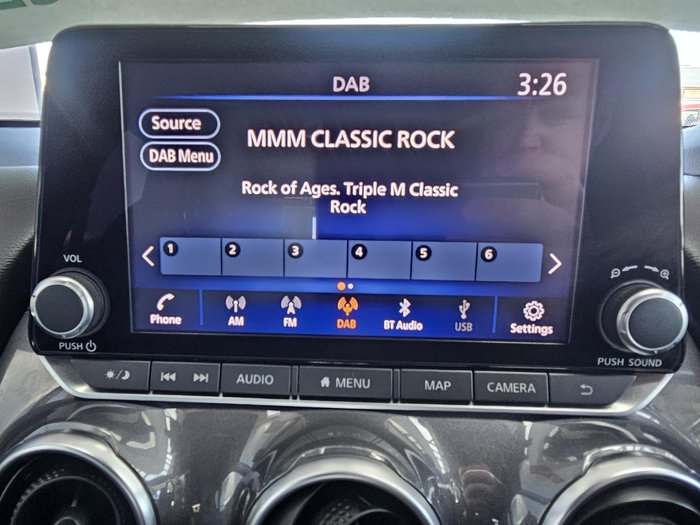 DAB
3:26
Source
MMM CLASSIC ROCK
DAB Menu
Rock of Ages. Triple M Classic
Rock
1 2 3 4 5 6
Phone AM FM DAB BT Audio USB Settings
VOL
PUSH
PUSH SOUND
AUDIO MENU MAP CAMERA